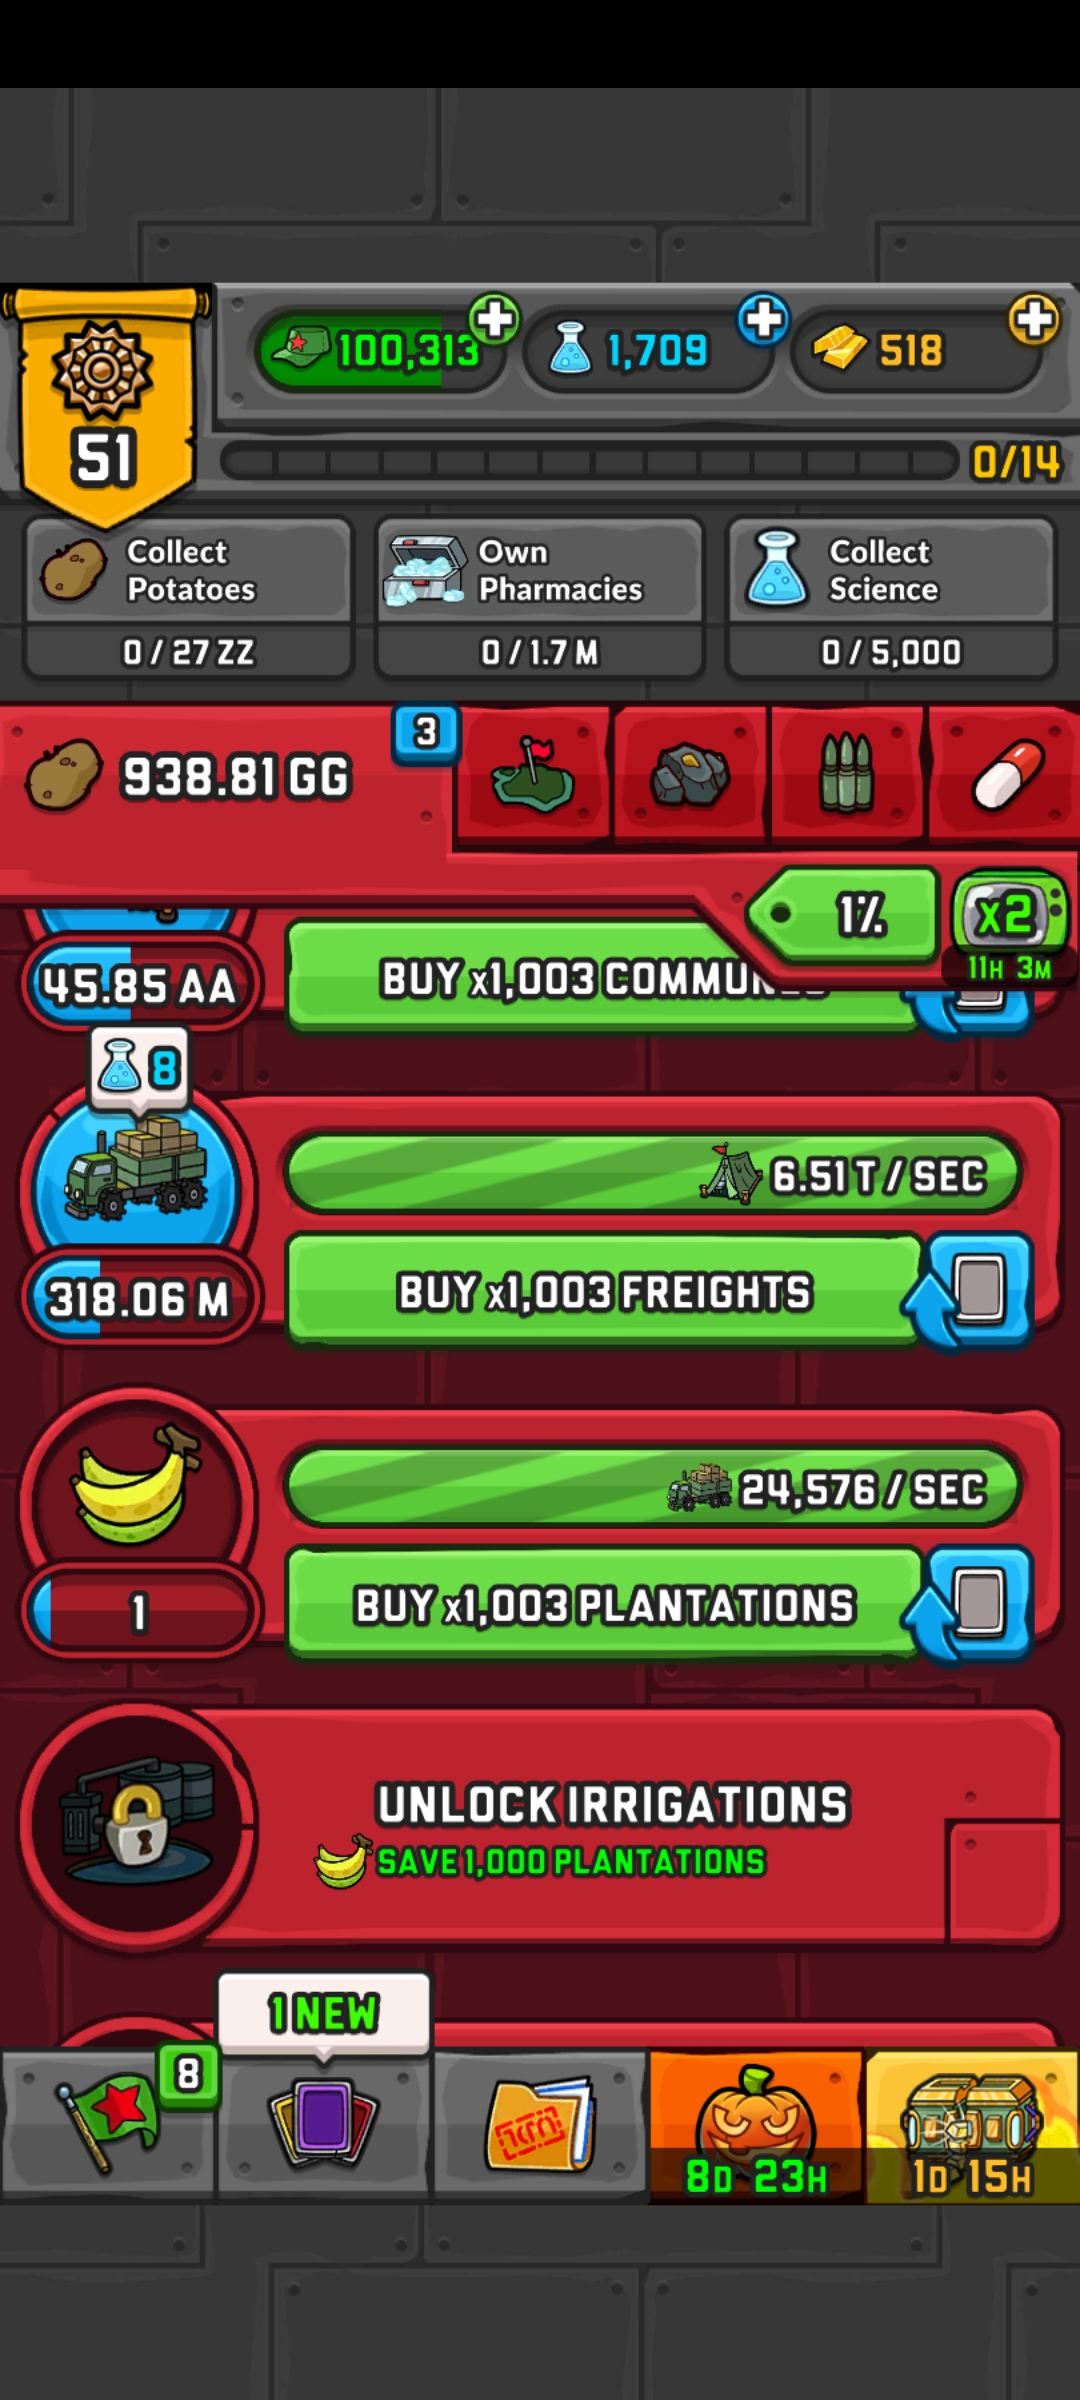 51
100,313
1,709
518
0/14
Collect
Potatoes
0 / 27 ZZ
Own
Pharmacies
0 / 1.7 M
Collect
Science
0 / 5,000
938.81 GG
3
1%
x2
11H 3M
45.85 AA
BUY x1,003
8
6.51 T / SEC
318.06 M
BUY x1,003 FREIGHTS
24,576 / SEC
1
BUY x1,003 PLANTATIONS
UNLOCK IRRIGATIONS
SAVE 1,000 PLANTATIONS
1 NEW
8
8D 23H
1D 15H